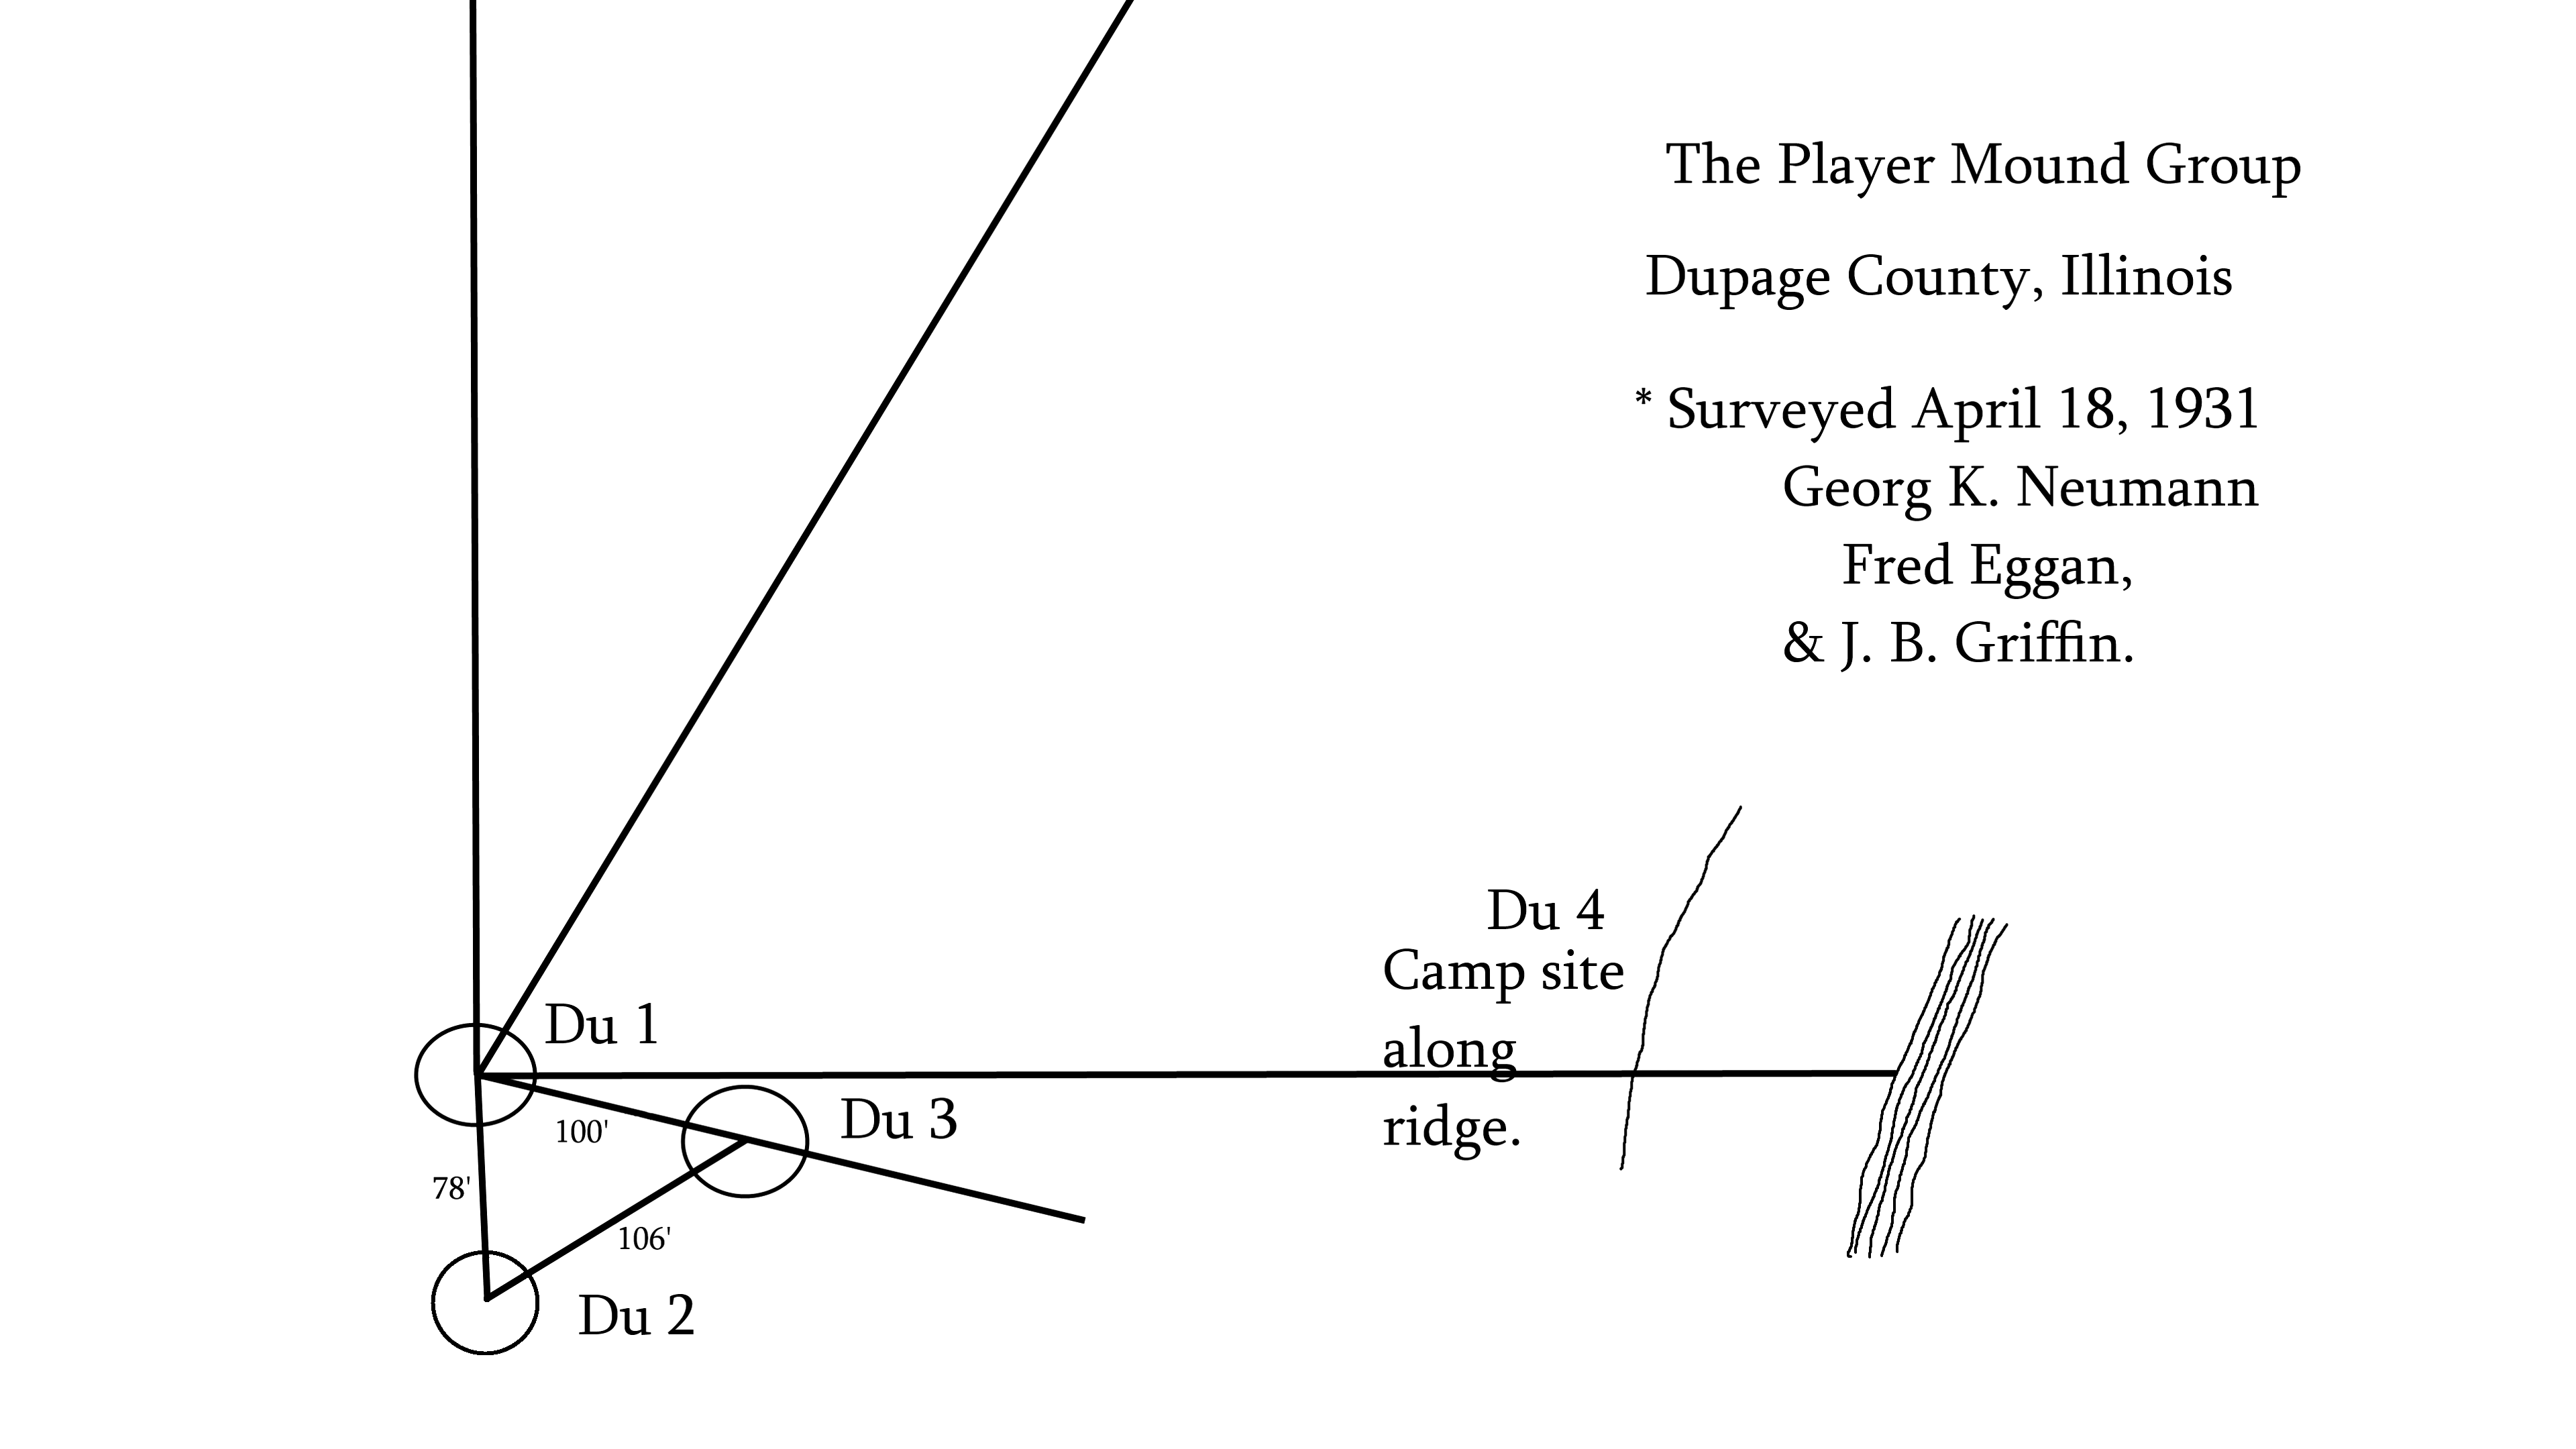 The Player Mound Group
Dupage County, Illinois
* Surveyed April 18, 1931
Georg K. Neumann
Fred Eggan,
& J. B. Griffin.
Du 4
Camp site
along
ridge.
Du 1
Du 3
100'
78'
106'
Du 2